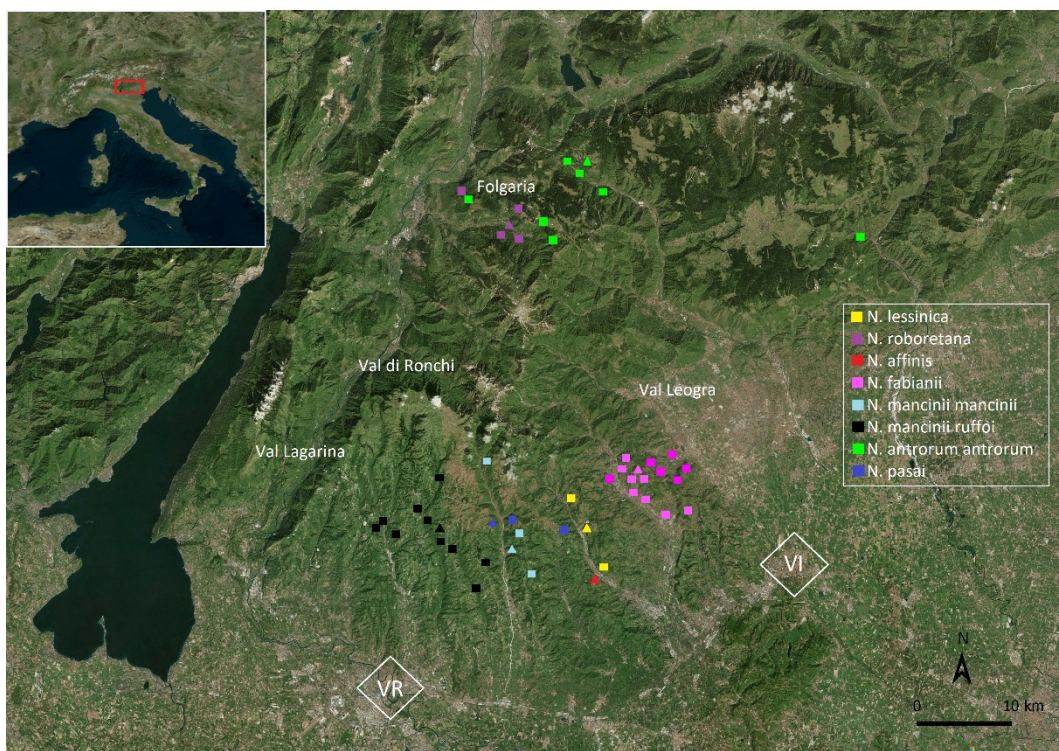 Folgaria
Val di Ronchi
Val Leogra
Val Lagarina
N. lessinica
N. roboretana
N. affinis
N. fabianii
N. mancinii mancinii
N. mancinii ruffoi
N. antrorum antrorum
N. pasai
VI
VR
N
0 10 km